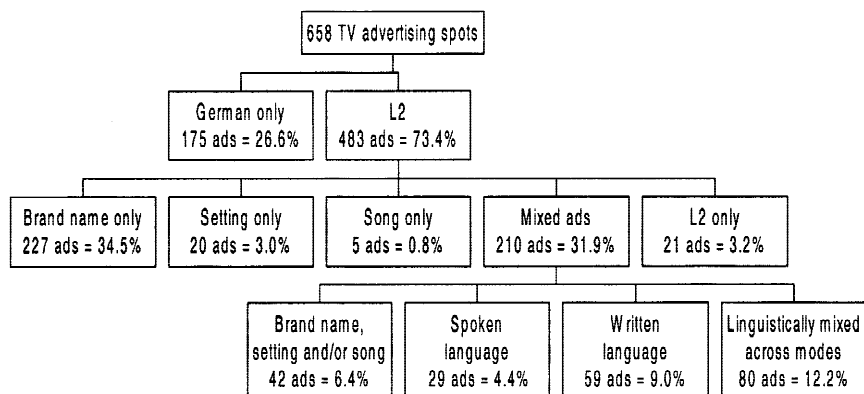 658 TV advertising spots
German only
175 ads = 26.6%
L2
483 ads = 73.4%
Brand name only
227 ads = 34.5%
Setting only
20 ads = 3.0%
Song only
5 ads = 0.8%
Mixed ads
210 ads = 31.9%
L2 only
21 ads = 3.2%
Brand name,
setting and/or song
42 ads = 6.4%
Spoken
language
29 ads = 4.4%
Written
language
59 ads = 9.0%
Linguistically mixed
across modes
80 ads = 12.2%